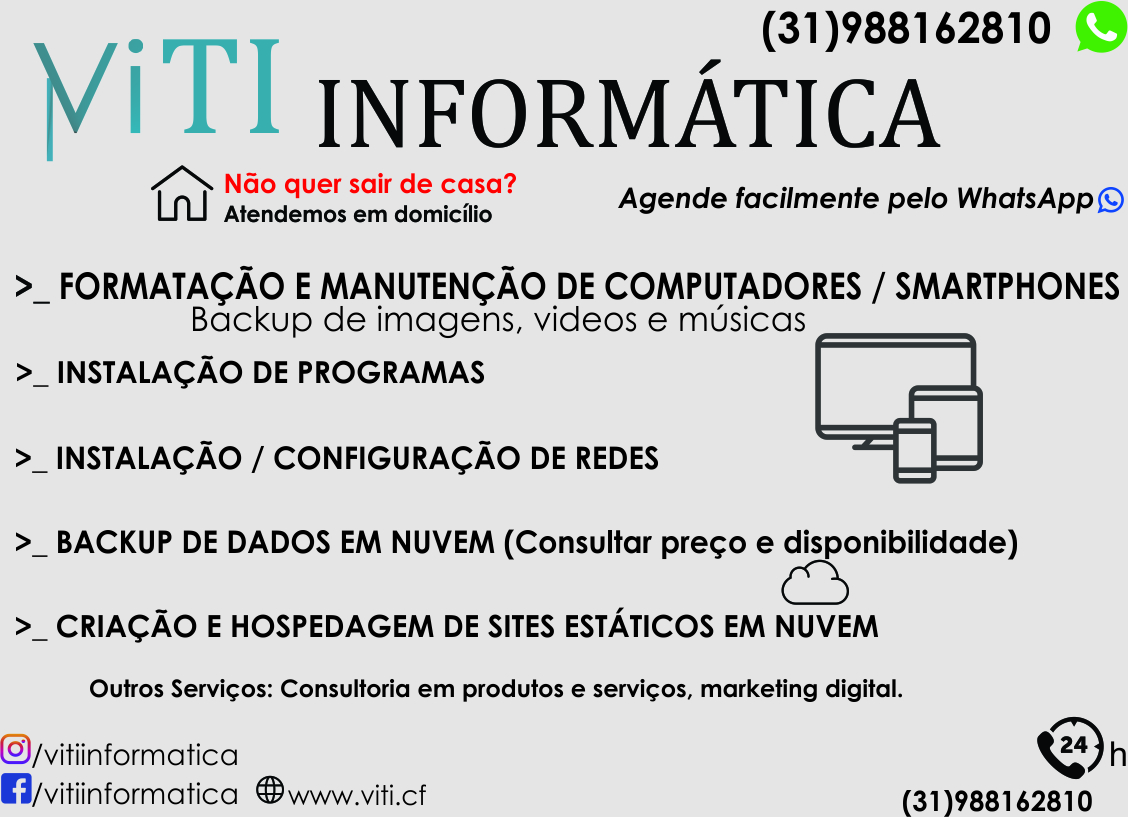 (31)988162810
ViTI INFORMÁTICA
Não quer sair de casa?
Atendemos em domicílio
Agende facilmente pelo WhatsApp
>_ FORMATAÇÃO E MANUTENÇÃO DE COMPUTADORES / SMARTPHONES
Backup de imagens, videos e músicas
>_ INSTALAÇÃO DE PROGRAMAS
>_ INSTALAÇÃO / CONFIGURAÇÃO DE REDES
>_ BACKUP DE DADOS EM NUVEM (Consultar preço e disponibilidade)
>_ CRIAÇÃO E HOSPEDAGEM DE SITES ESTÁTICOS EM NUVEM
Outros Serviços: Consultoria em produtos e serviços, marketing digital.
/vitiinformatica
/vitiinformatica www.viti.cf
24 h
(31)988162810